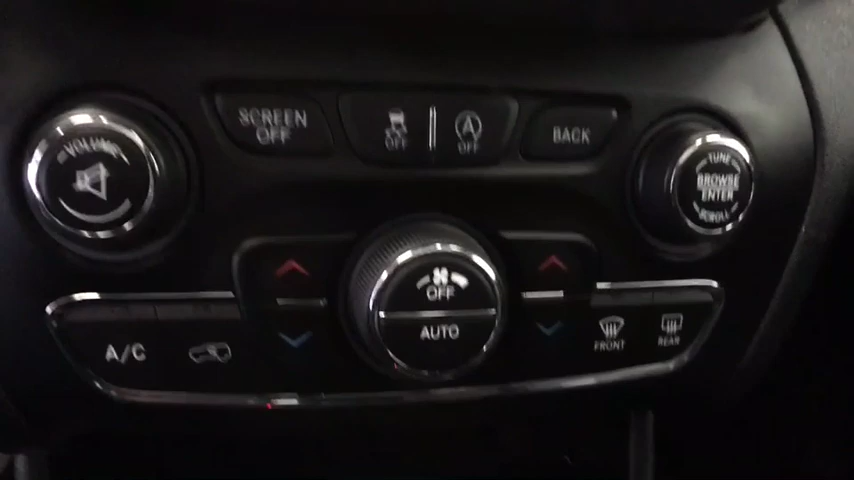 VOLUME
SCREEN
OFF
OFF
A
OFF
BACK
TUNE
BROWSE
ENTER
SCROLL
OFF
AUTO
A/C
FRONT
REAR